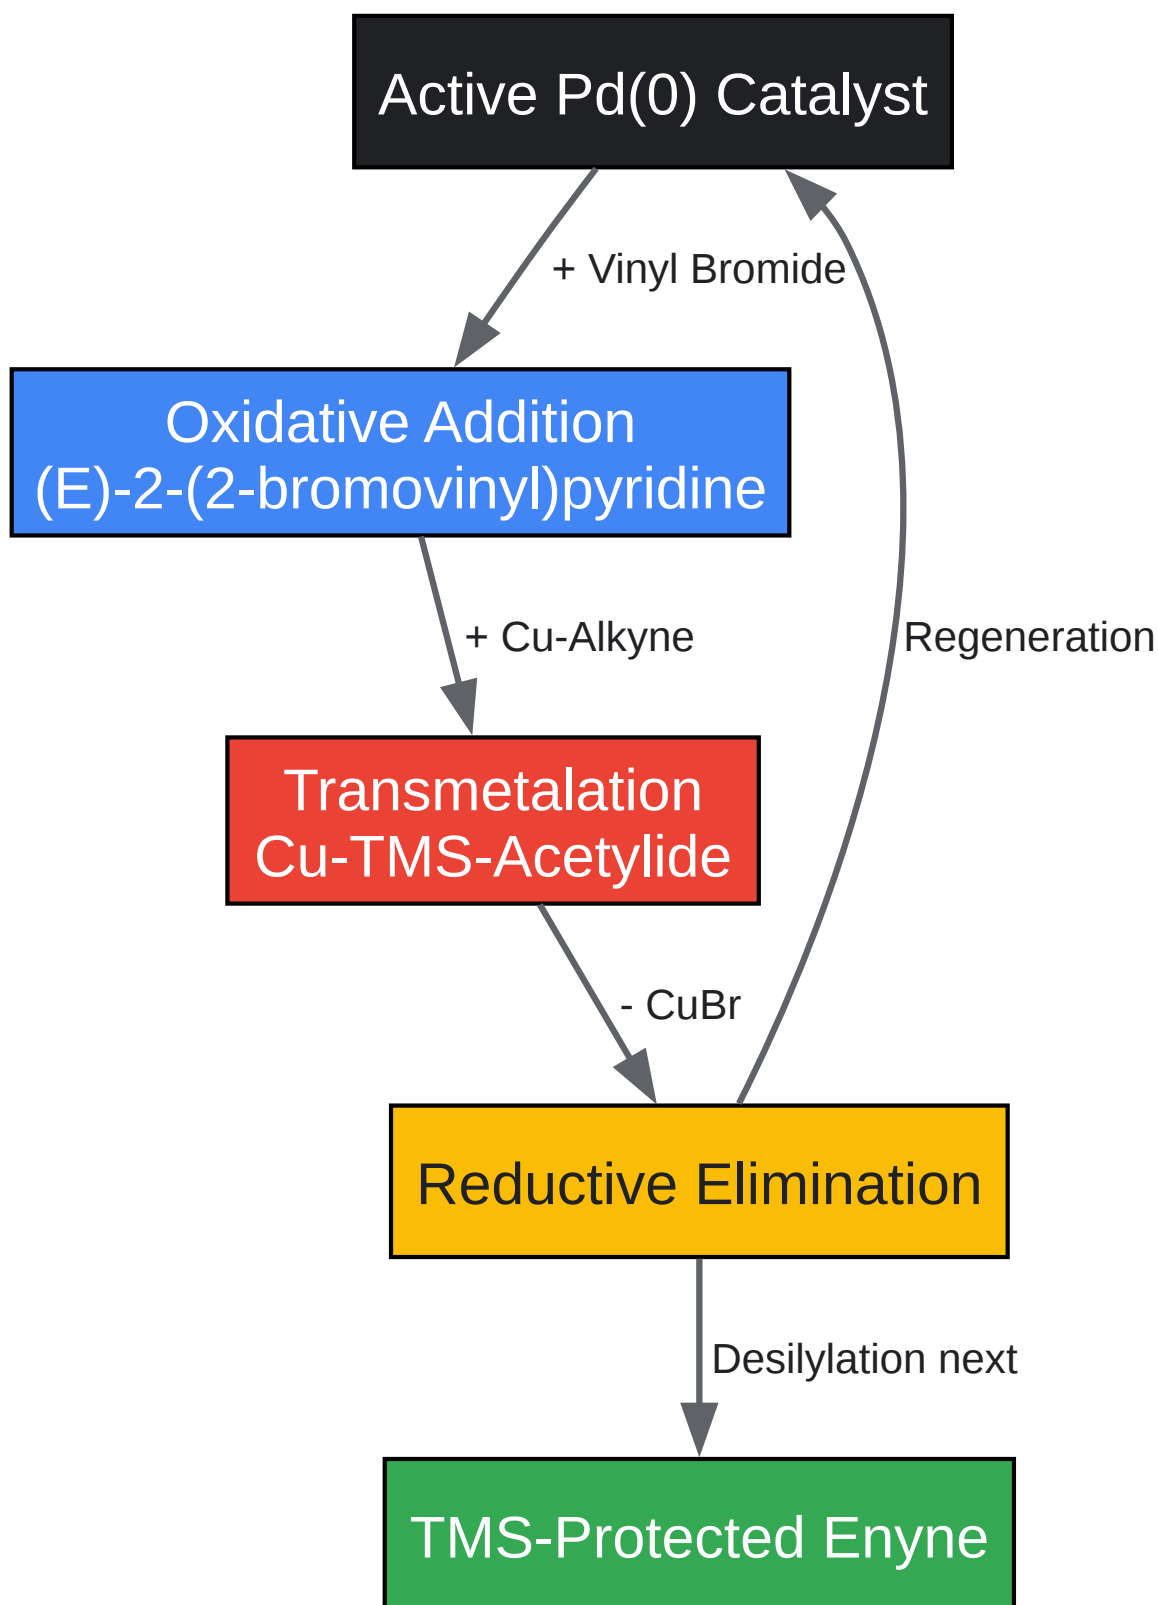 Active Pd(0) Catalyst
+ Vinyl Bromide
Oxidative Addition
(E)-2-(2-bromovinyl)pyridine
+ Cu-Alkyne
Regeneration
Transmetalation
Cu-TMS-Acetylide
- CuBr
Reductive Elimination
Desilylation next
TMS-Protected Enyne